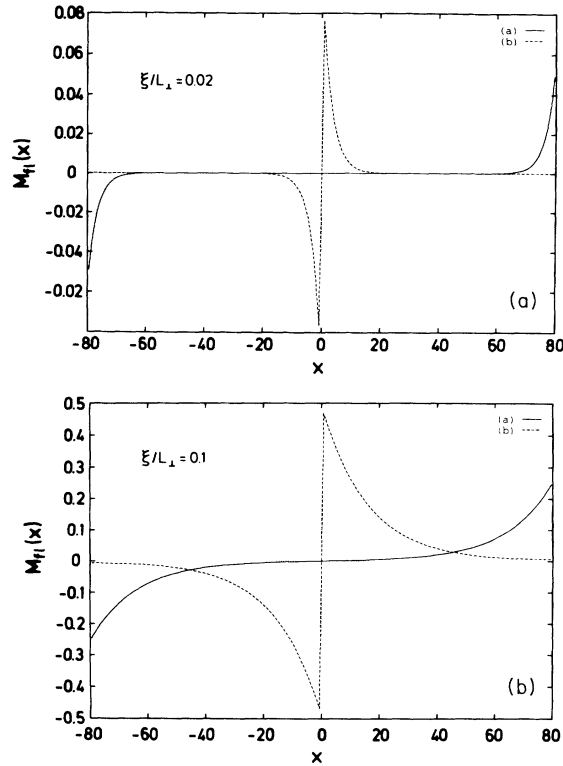 0.08
0.06
0.04
0.02
0
-0.02
-0.04
-0.06
-0.02
M_fl(x)
ξ/L⊥ = 0.02
(a)
(b)
(a)
-80 -60 -40 -20 0 20 40 60 80
x
0.5
0.4
0.3
0.2
0.1
0
-0.1
-0.2
-0.3
-0.4
-0.5
M_fl(x)
ξ/L⊥ = 0.1
(a)
(b)
(b)
-80 -60 -40 -20 0 20 40 60 80
x